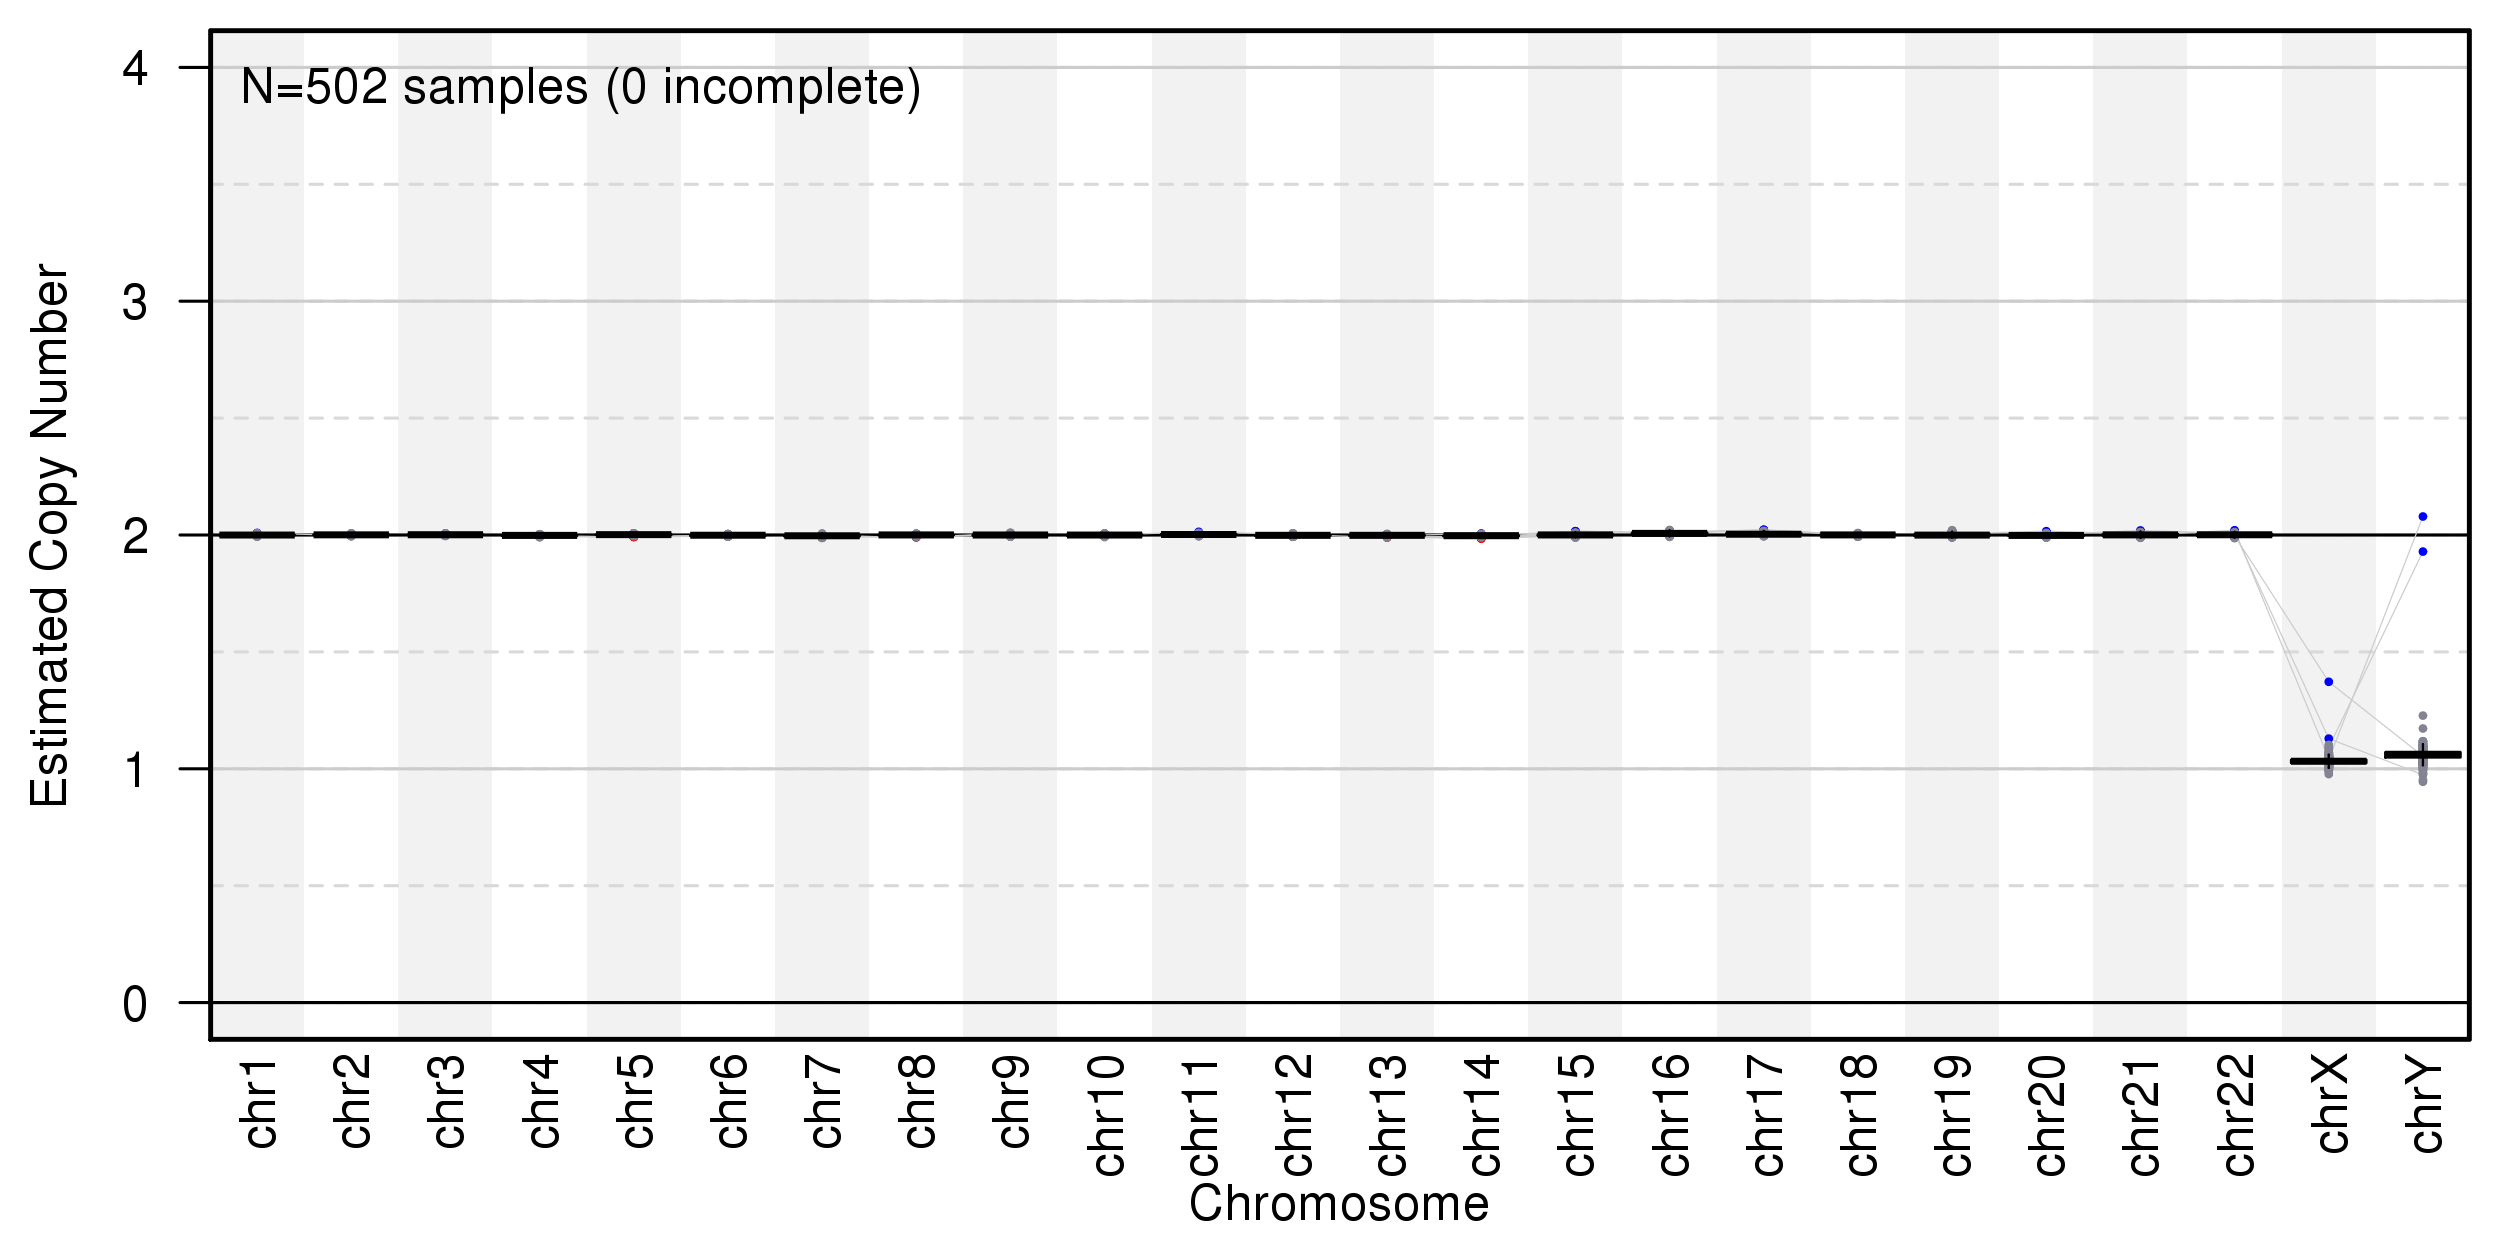 N=502 samples (0 incomplete)
Estimated Copy Number
4
3
2
1
0
chr1
chr2
chr3
chr4
chr5
chr6
chr7
chr8
chr9
chr10
chr11
chr12
chr13
chr14
chr15
chr16
chr17
chr18
chr19
chr20
chr21
chr22
chrX
chrY
Chromosome